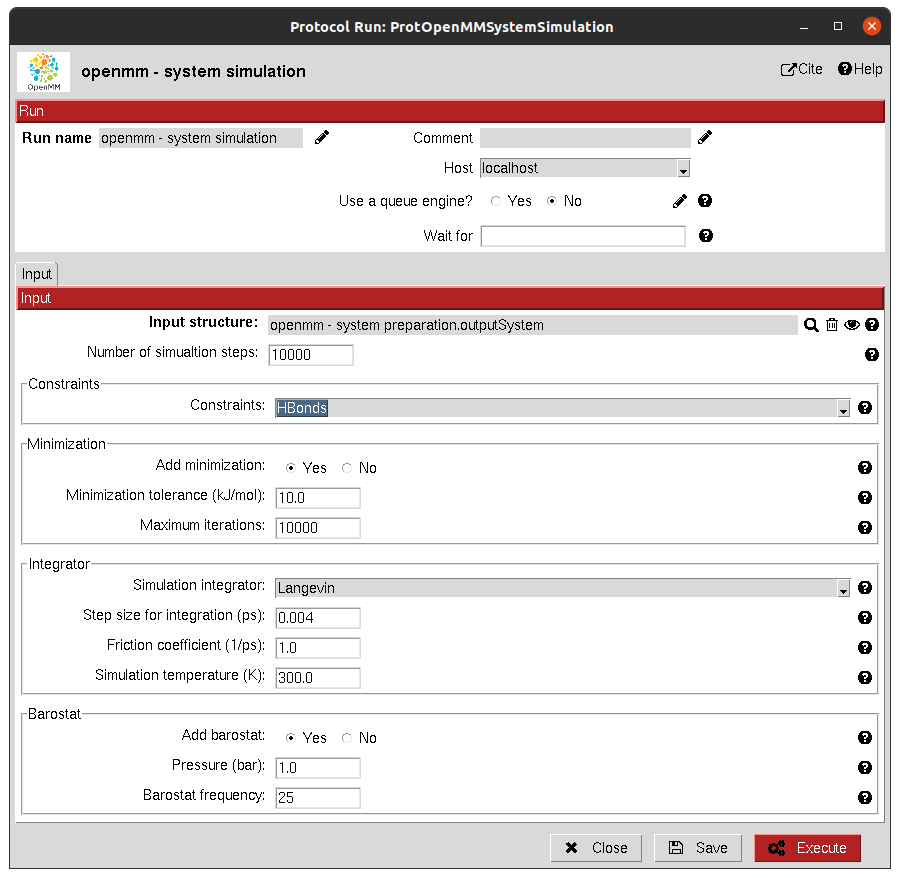 Protocol Run: ProtOpenMMSystemSimulation
OpenMM
openmm - system simulation
Cite
Help
Run
Run name openmm - system simulation
Comment
Host localhost
Use a queue engine? Yes No
Wait for
Input
Input
Input structure: openmm - system preparation.outputSystem
Number of simualtion steps: 10000
Constraints
Constraints: HBonds
Minimization
Add minimization: Yes No
Minimization tolerance (kJ/mol): 10.0
Maximum iterations: 10000
Integrator
Simulation integrator: Langevin
Step size for integration (ps): 0.004
Friction coefficient (1/ps): 1.0
Simulation temperature (K): 300.0
Barostat
Add barostat: Yes No
Pressure (bar): 1.0
Barostat frequency: 25
Close Save Execute